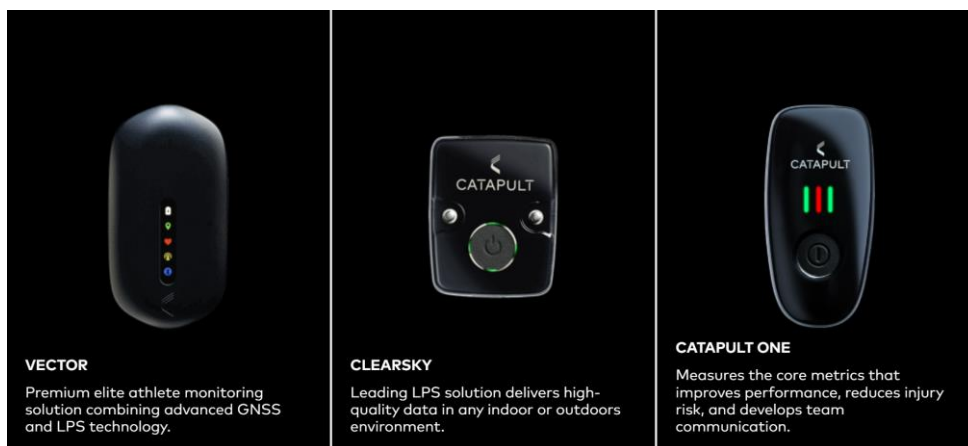 VECTOR
Premium elite athlete monitoring
solution combining advanced GNSS
and LPS technology.
CATAPULT
CLEARSKY
Leading LPS solution delivers high-
quality data in any indoor or outdoors
environment.
CATAPULT
CATAPULT ONE
Measures the core metrics that
improves performance, reduces injury
risk, and develops team
communication.